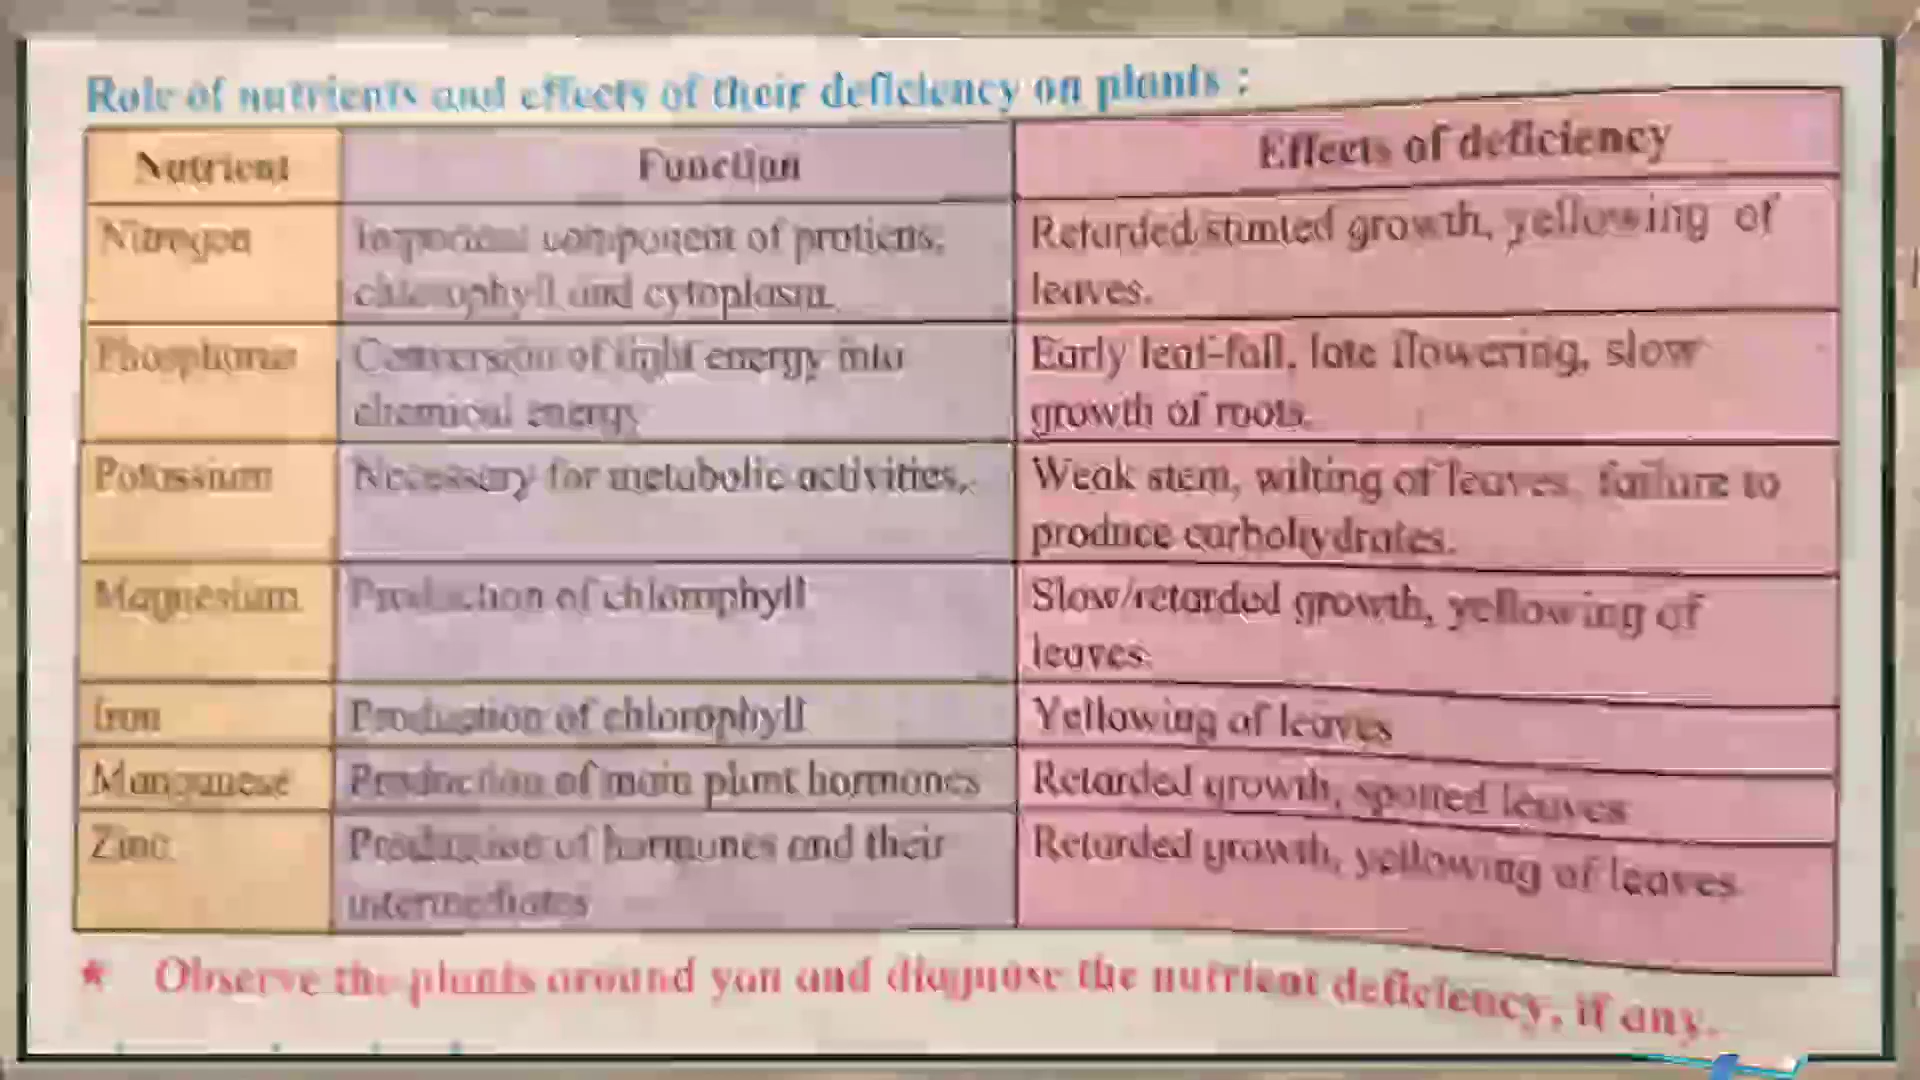 Role of nutrients and effects of their deficiency on plants :
Nutrient Function Effects of deficiency
Nitrogen Important component of protiens, Retarded/stunted growth, yellowing of
chlorophyll and cytoplasm. leaves.
Phosphorus Conversion of light energy into Early leaf-fall, late flowering, slow
chemical energy growth of roots.
Potassium Necessary for metabolic activities, Weak stem, wilting of leaves, failure to
produce carbohydrates.
Magnesium Production of chlorophyll Slow/retarded growth, yellowing of
leaves.
Iron Production of chlorophyll Yellowing of leaves
Manganese Production of main plant hormones Retarded growth, spotted leaves
Zinc Production of hormones and their Retarded growth, yellowing of leaves.
intermediates
★ Observe the plants around you and diagnose the nutrient deficiency, if any.